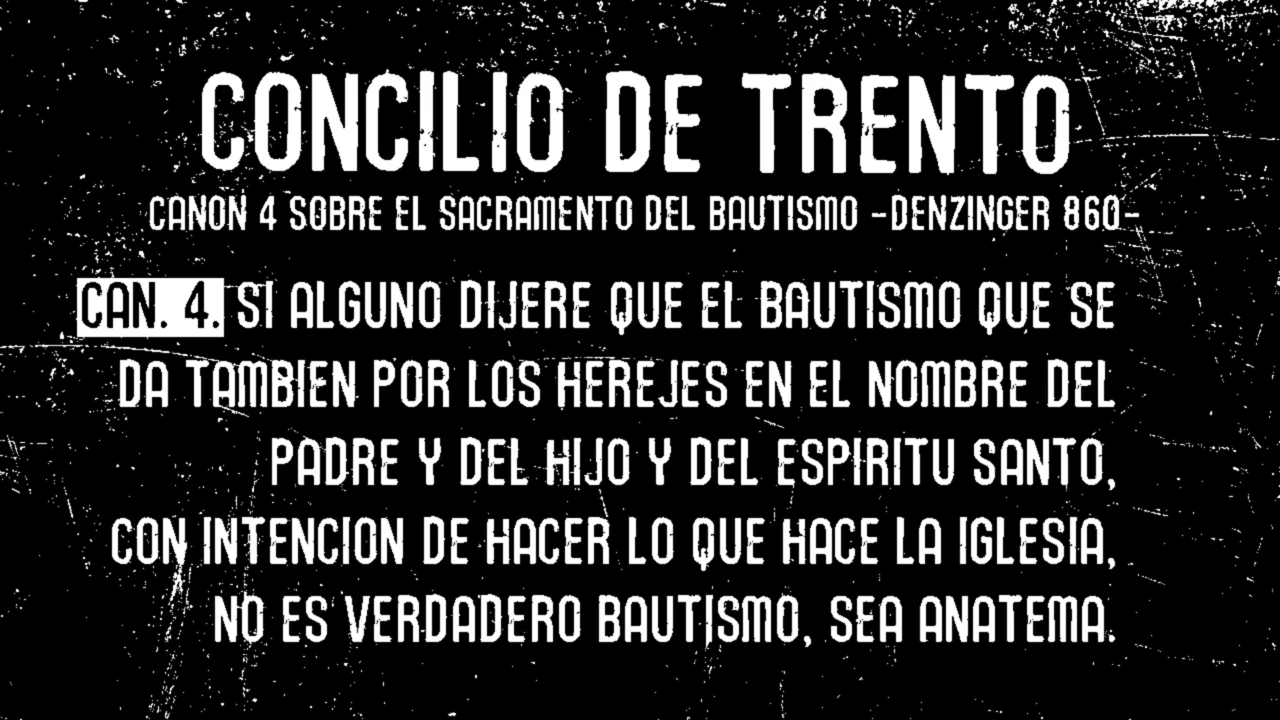 CONCILIO DE TRENTO
CANON 4 SOBRE EL SACRAMENTO DEL BAUTISMO -DENZINGER 860-
CAN. 4. SI ALGUNO DIJERE QUE EL BAUTISMO QUE SE
DA TAMBIEN POR LOS HEREJES EN EL NOMBRE DEL
PADRE Y DEL HIJO Y DEL ESPIRITU SANTO,
CON INTENCION DE HACER LO QUE HACE LA IGLESIA,
NO ES VERDADERO BAUTISMO, SEA ANATEMA.